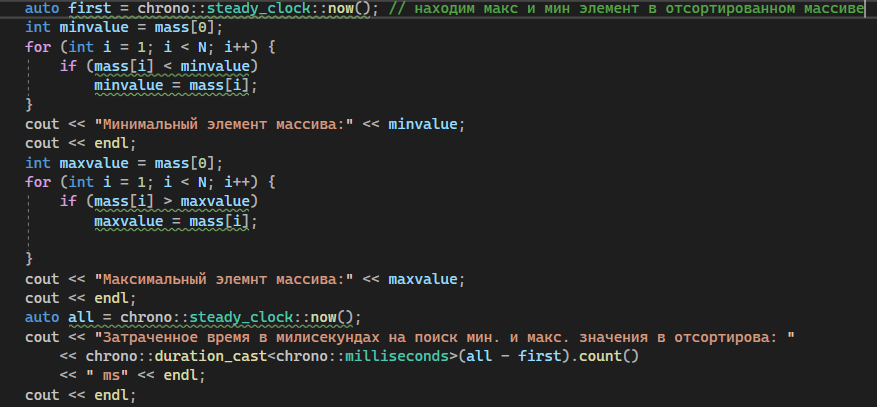 auto first = chrono::steady_clock::now(); // находим макс и мин элемент в отсортированном массиве
int minvalue = mass[0];
for (int i = 1; i < N; i++) {
    if (mass[i] < minvalue)
        minvalue = mass[i];
}
cout << "Минимальный элемент массива:" << minvalue;
cout << endl;
int maxvalue = mass[0];
for (int i = 1; i < N; i++) {
    if (mass[i] > maxvalue)
        maxvalue = mass[i];
}
cout << "Максимальный элемнт массива:" << maxvalue;
cout << endl;
auto all = chrono::steady_clock::now();
cout << "Затраченное время в милисекундах на поиск мин. и макс. значения в отсортирова: "
    << chrono::duration_cast<chrono::milliseconds>(all - first).count()
    << " ms" << endl;
cout << endl;